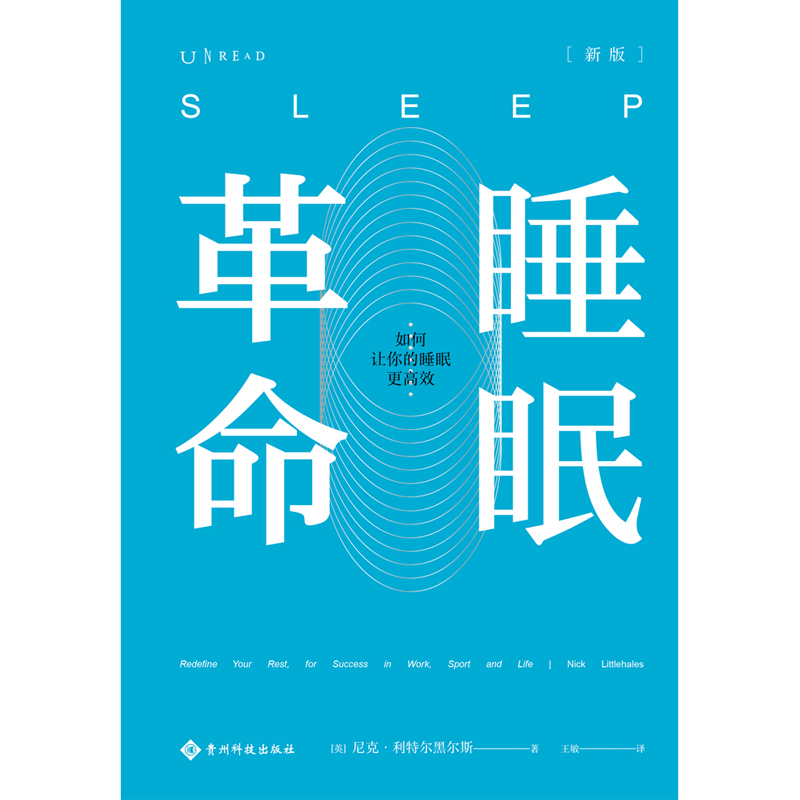 UNREAD
[新版]
SLEEP
睡眠
革命
如何
让你的睡眠
更高效
Redefine Your Rest, for Success in Work, Sport and Life | Nick Littlehales
贵州科技出版社
[英] 尼克·利特尔黑尔斯——著 王敏——译